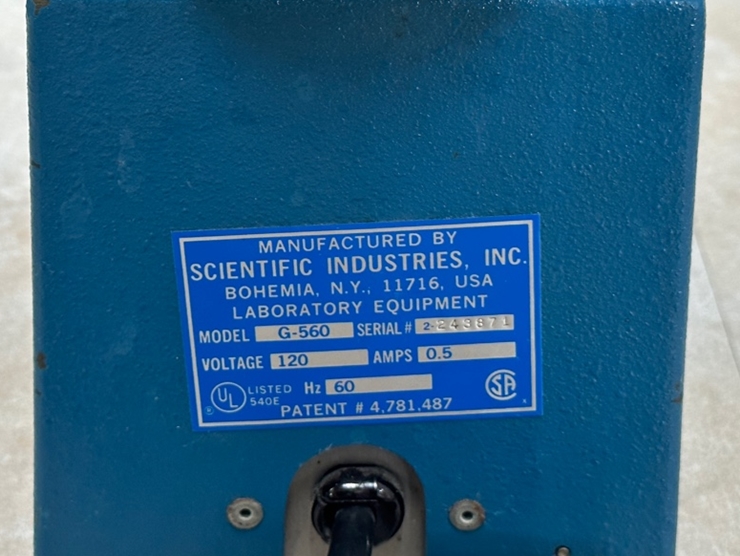 MANUFACTURED BY
SCIENTIFIC INDUSTRIES, INC.
BOHEMIA, N.Y., 11716, USA
LABORATORY EQUIPMENT
MODEL G-560 SERIAL # 2-243871
VOLTAGE 120 AMPS 0.5
UL LISTED 540E Hz 60 SA
PATENT # 4,781,487